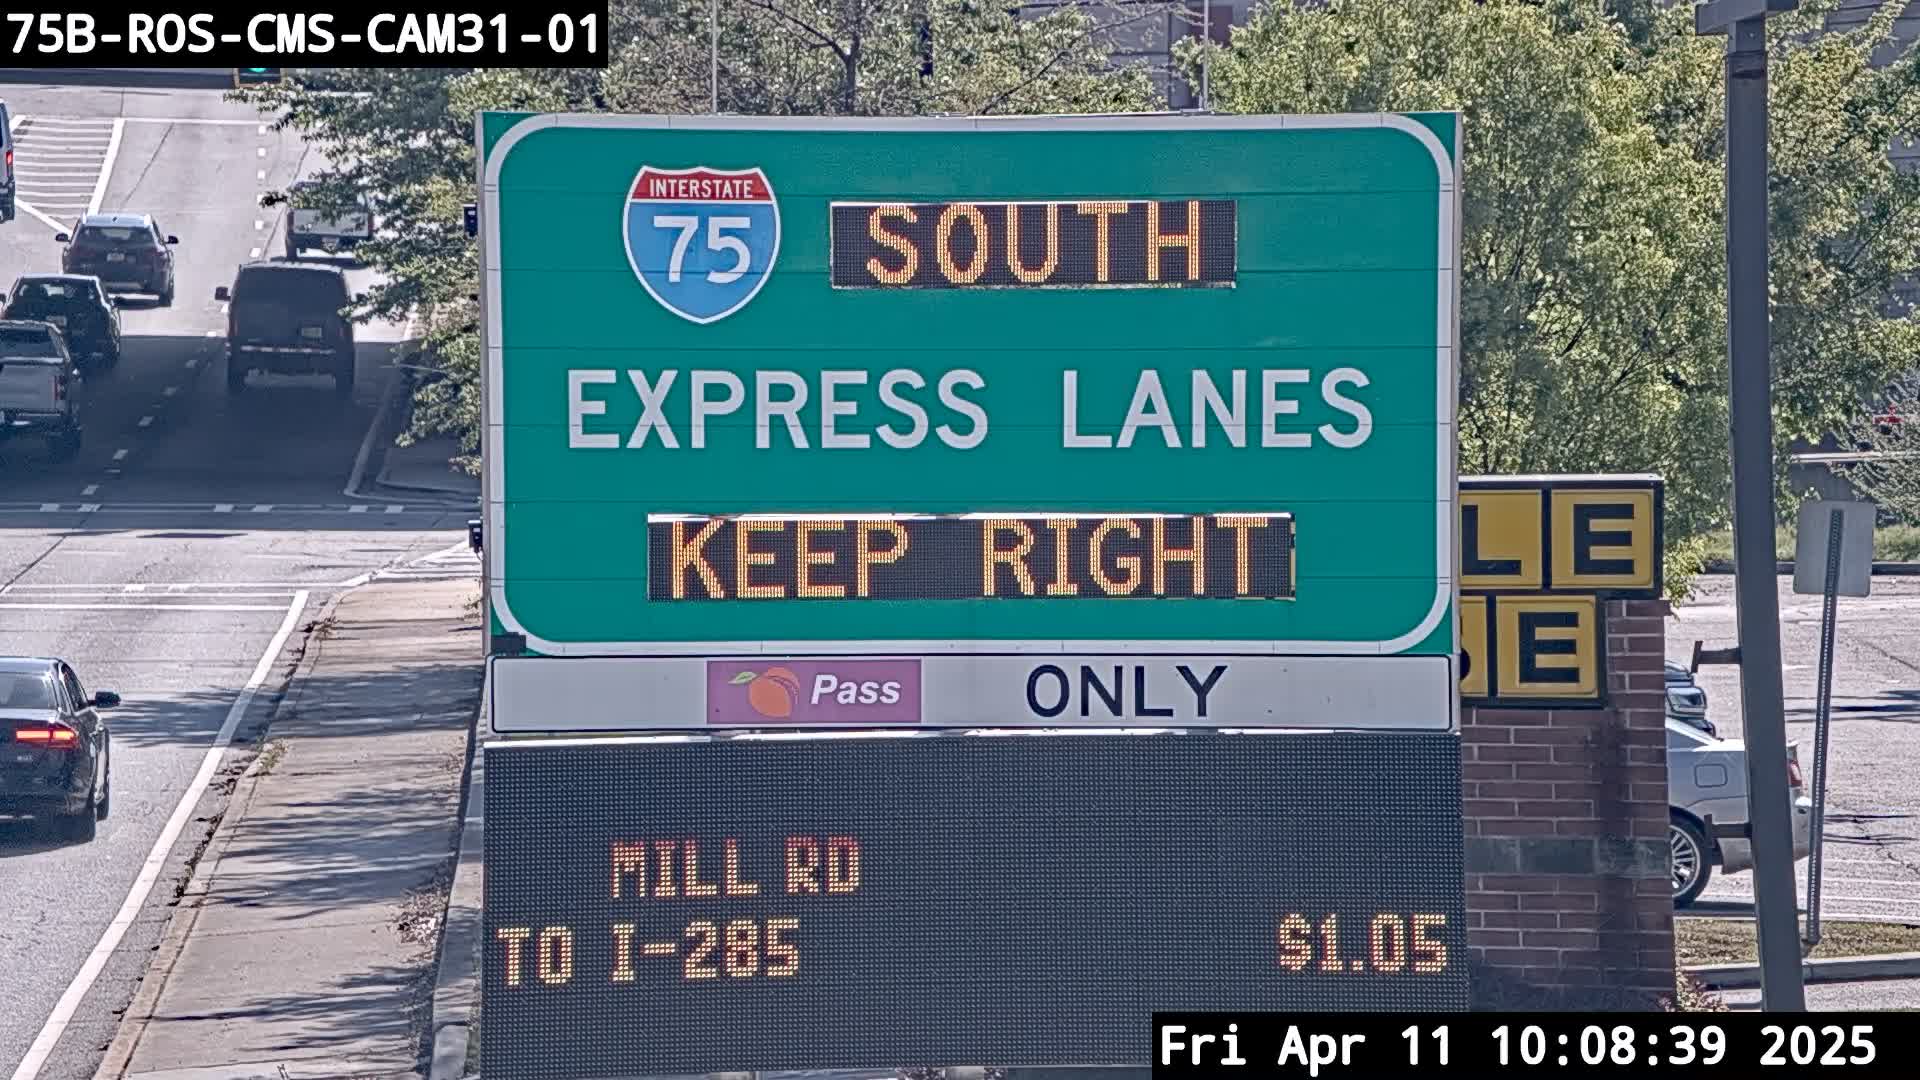 75B-ROS-CMS-CAM31-01
INTERSTATE
75
SOUTH
EXPRESS LANES
KEEP RIGHT
Pass ONLY
MILL RD
TO I-285 $1.05
LE
E
Fri Apr 11 10:08:39 2025